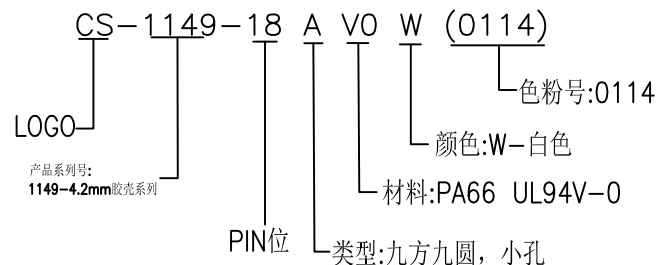 CS-1149-18 A V0 W (0114)
色粉号:0114
LOGO
颜色:W-白色
产品系列号:
1149-4.2mm胶壳系列
材料:PA66 UL94V-0
PIN位
类型:九方九圆，小孔